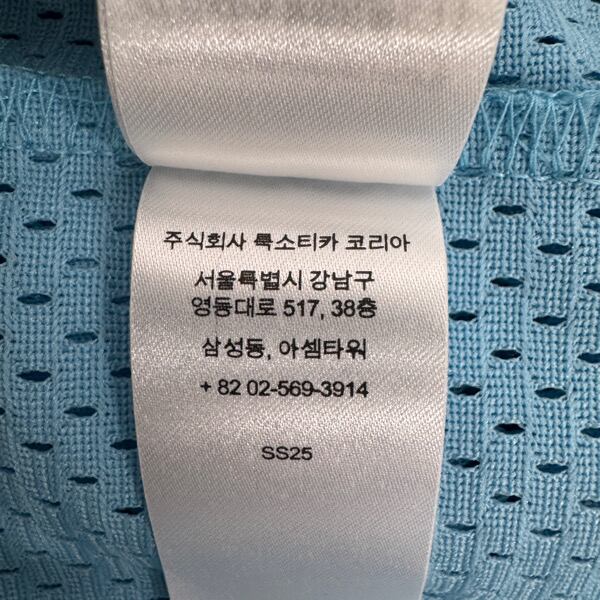 주식회사 룩소티카 코리아
서울특별시 강남구
영동대로 517, 38층
삼성동, 아셈타워
+ 82 02-569-3914
SS25